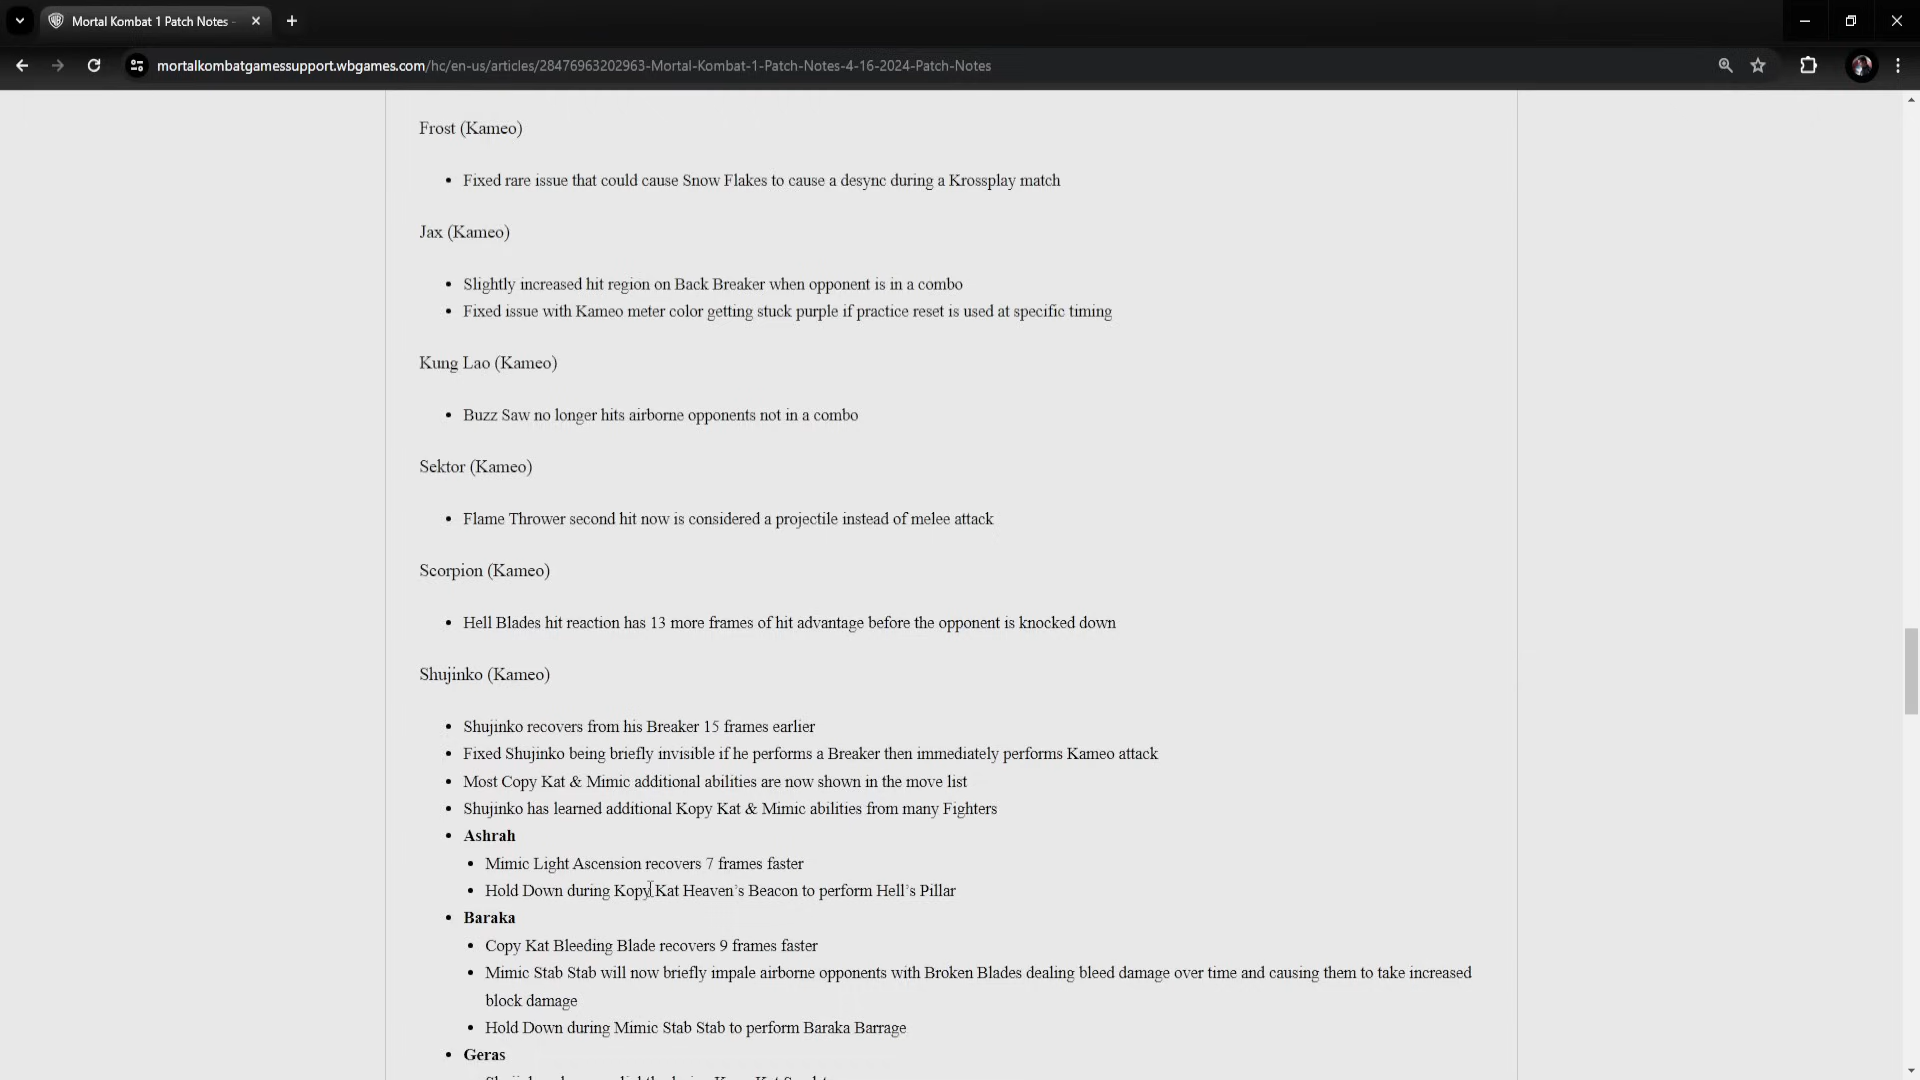 Mortal Kombat 1 Patch Notes -
mortalkombatgamessupport.wbgames.com/hc/en-us/articles/28476963202963-Mortal-Kombat-1-Patch-Notes-4-16-2024-Patch-Notes
Frost (Kameo)
• Fixed rare issue that could cause Snow Flakes to cause a desync during a Krossplay match
Jax (Kameo)
• Slightly increased hit region on Back Breaker when opponent is in a combo
• Fixed issue with Kameo meter color getting stuck purple if practice reset is used at specific timing
Kung Lao (Kameo)
• Buzz Saw no longer hits airborne opponents not in a combo
Sektor (Kameo)
• Flame Thrower second hit now is considered a projectile instead of melee attack
Scorpion (Kameo)
• Hell Blades hit reaction has 13 more frames of hit advantage before the opponent is knocked down
Shujinko (Kameo)
• Shujinko recovers from his Breaker 15 frames earlier
• Fixed Shujinko being briefly invisible if he performs a Breaker then immediately performs Kameo attack
• Most Copy Kat & Mimic additional abilities are now shown in the move list
• Shujinko has learned additional Kopy Kat & Mimic abilities from many Fighters
• Ashrah
• Mimic Light Ascension recovers 7 frames faster
• Hold Down during Kopy Kat Heaven's Beacon to perform Hell's Pillar
• Baraka
• Copy Kat Bleeding Blade recovers 9 frames faster
• Mimic Stab Stab will now briefly impale airborne opponents with Broken Blades dealing bleed damage over time and causing them to take increased
block damage
• Hold Down during Mimic Stab Stab to perform Baraka Barrage
• Geras